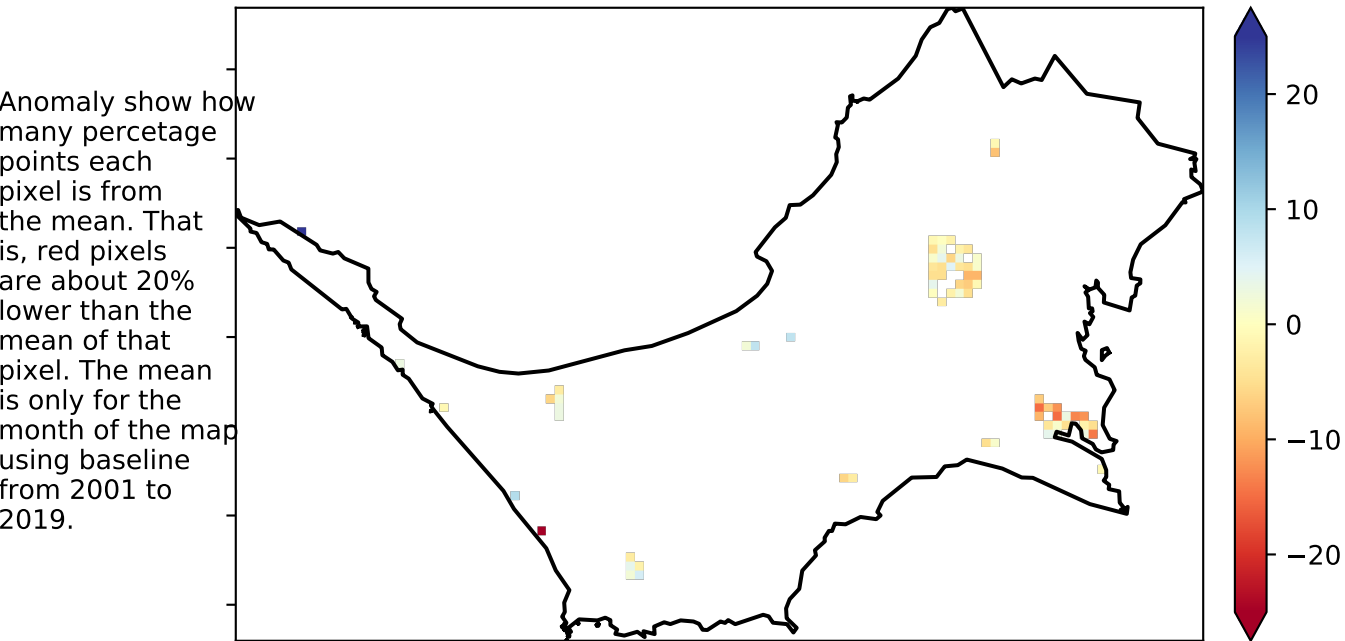 Anomaly show how
many percetage
points each
pixel is from
the mean. That
is, red pixels
are about 20%
lower than the
mean of that
pixel. The mean
is only for the
month of the map
using baseline
from 2001 to
2019.
20
10
0
−10
−20